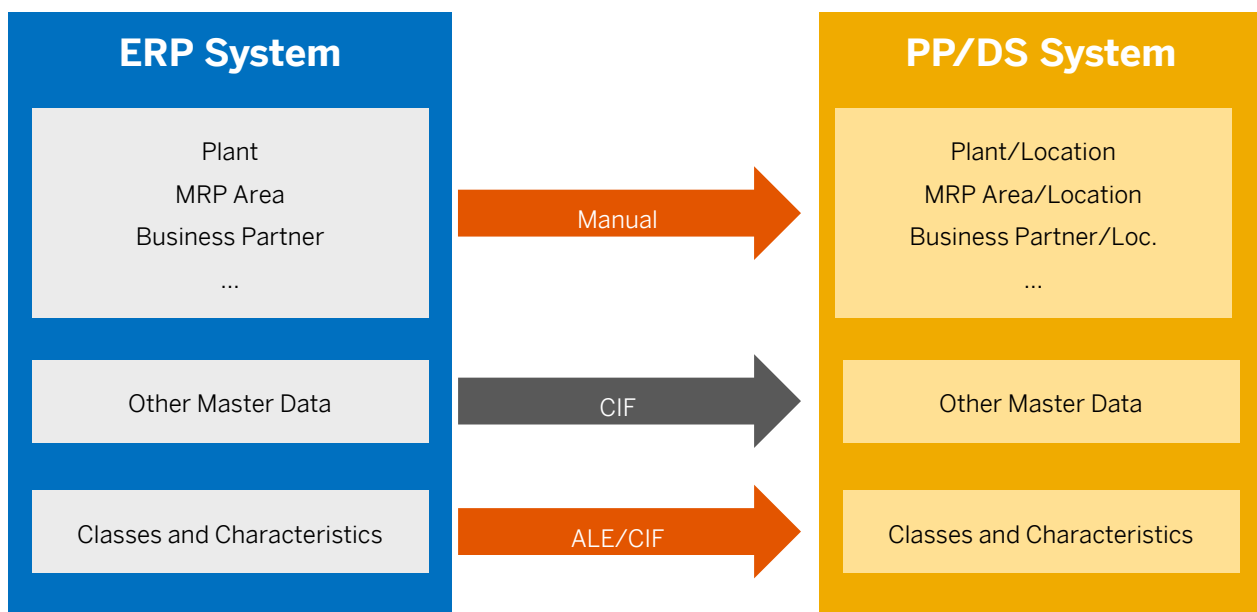 ERP System
Plant
MRP Area
Business Partner
...
Other Master Data
Classes and Characteristics
Manual
CIF
ALE/CIF
PP/DS System
Plant/Location
MRP Area/Location
Business Partner/Loc.
...
Other Master Data
Classes and Characteristics